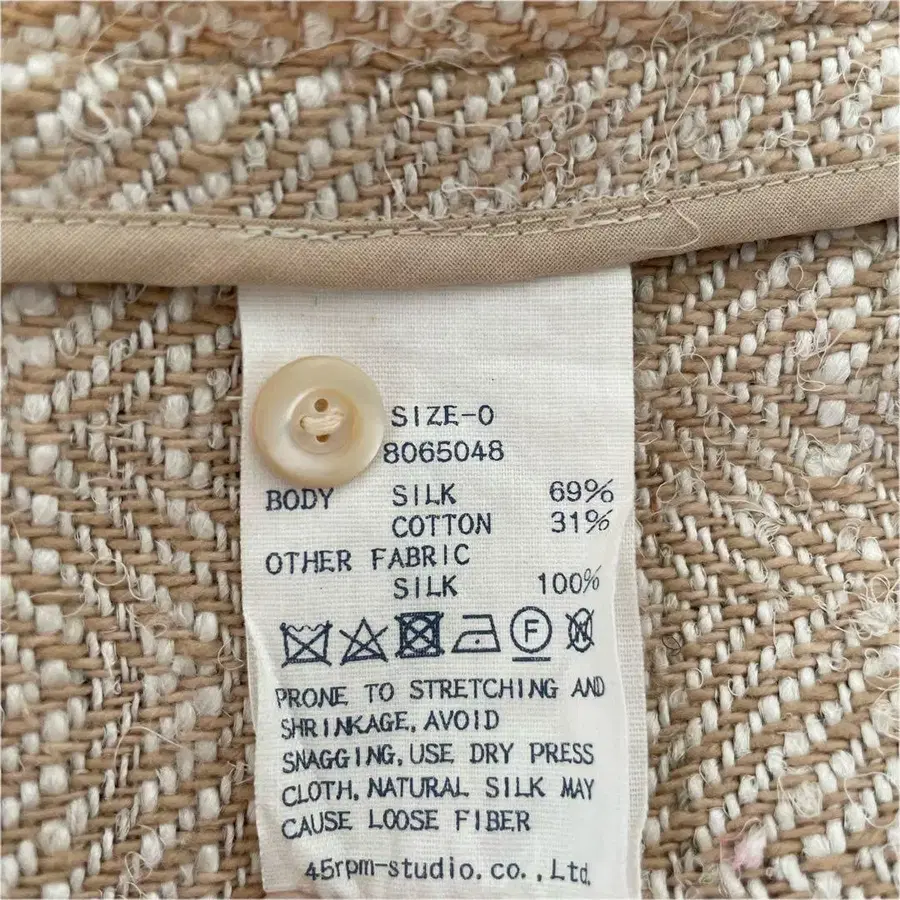 SIZE-0
8065048
BODY SILK 69%
COTTON 31%
OTHER FABRIC
SILK 100%
F W
PRONE TO STRETCHING AND
SHRINKAGE, AVOID
SNAGGING, USE DRY PRESS
CLOTH, NATURAL SILK MAY
CAUSE LOOSE FIBER
45rpm-studio.co.,Ltd.